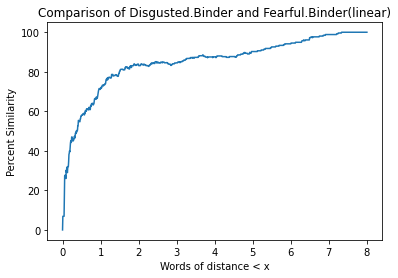 Comparison of Disgusted.Binder and Fearful.Binder(linear)
100
80
60
40
20
0
Percent Similarity
0 1 2 3 4 5 6 7 8
Words of distance < x